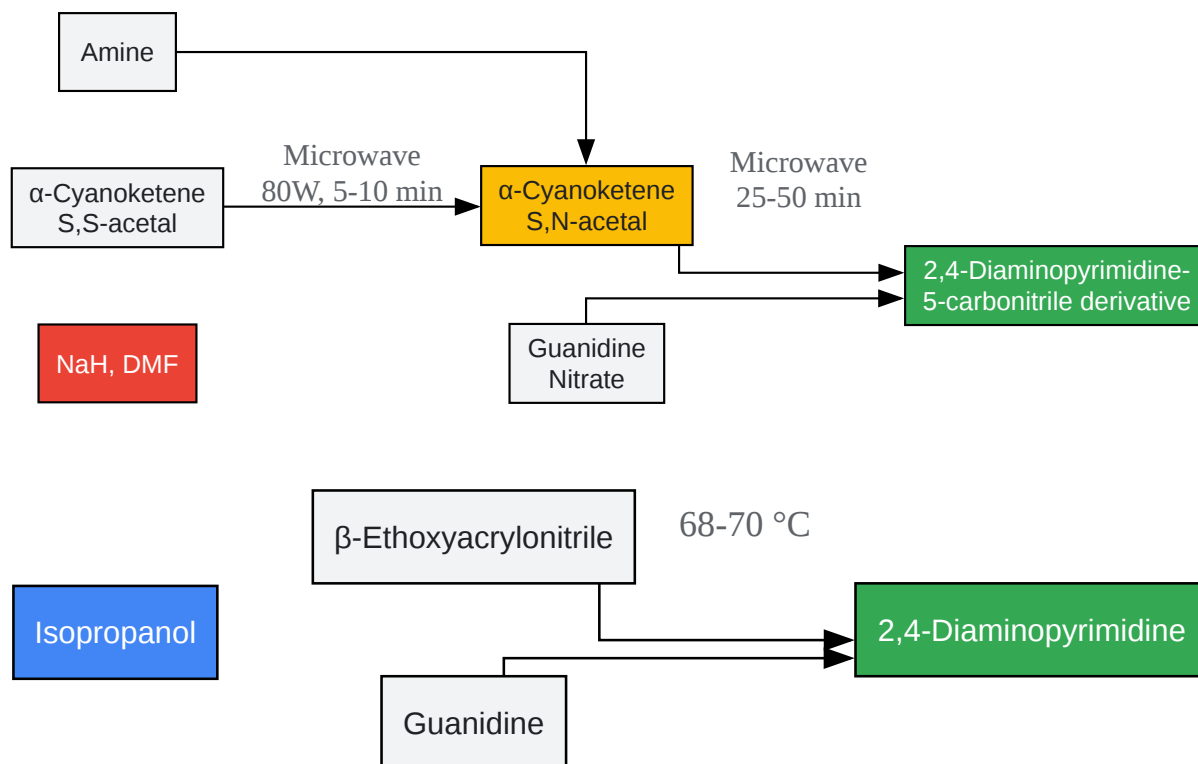 Amine
Microwave
80W, 5-10 min
α-Cyanoketene
S,S-acetal
α-Cyanoketene
S,N-acetal
Microwave
25-50 min
2,4-Diaminopyrimidine-
5-carbonitrile derivative
NaH, DMF
Guanidine
Nitrate
β-Ethoxyacrylonitrile
68-70 °C
Isopropanol
2,4-Diaminopyrimidine
Guanidine